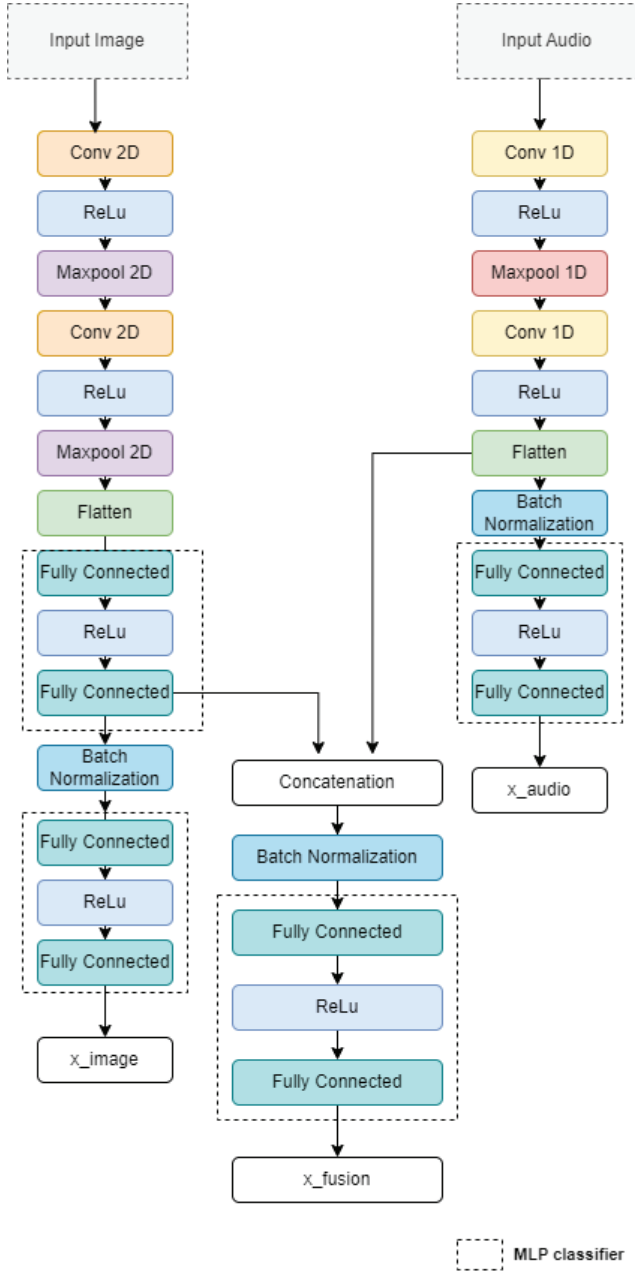 Input Image
Conv 2D
ReLu
Maxpool 2D
Conv 2D
ReLu
Maxpool 2D
Flatten
Fully Connected
ReLu
Fully Connected
Batch
Normalization
Fully Connected
ReLu
Fully Connected
x_image
Input Audio
Conv 1D
ReLu
Maxpool 1D
Conv 1D
ReLu
Flatten
Batch
Normalization
Fully Connected
ReLu
Fully Connected
x_audio
Concatenation
Batch Normalization
Fully Connected
ReLu
Fully Connected
x_fusion
MLP classifier